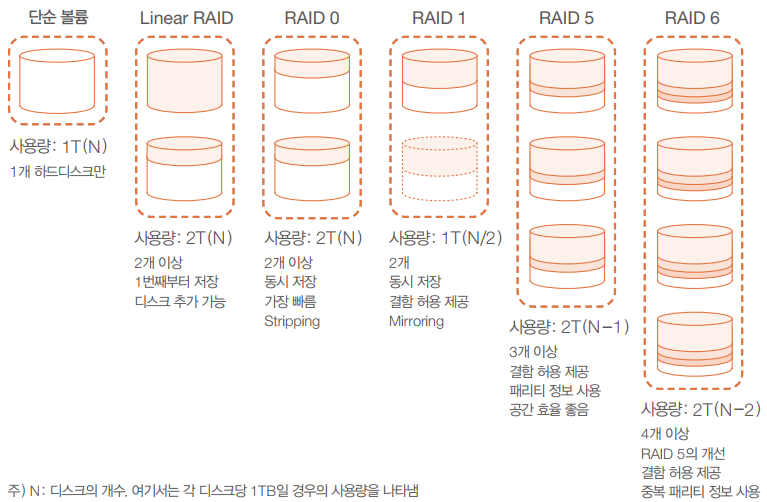 단순 볼륨
사용량: 1T(N)
1개 하드디스크만
Linear RAID
사용량: 2T(N)
2개 이상
1번째부터 저장
디스크 추가 가능
RAID 0
사용량: 2T(N)
2개 이상
동시 저장
가장 빠름
Stripping
RAID 1
사용량: 1T(N/2)
2개
동시 저장
결함 허용 제공
Mirroring
RAID 5
사용량: 2T(N-1)
3개 이상
결함 허용 제공
패리티 정보 사용
공간 효율 좋음
RAID 6
사용량: 2T(N-2)
4개 이상
RAID 5의 개선
결함 허용 제공
중복 패리티 정보 사용
주) N: 디스크의 개수, 여기서는 각 디스크당 1TB일 경우의 사용량을 나타냄